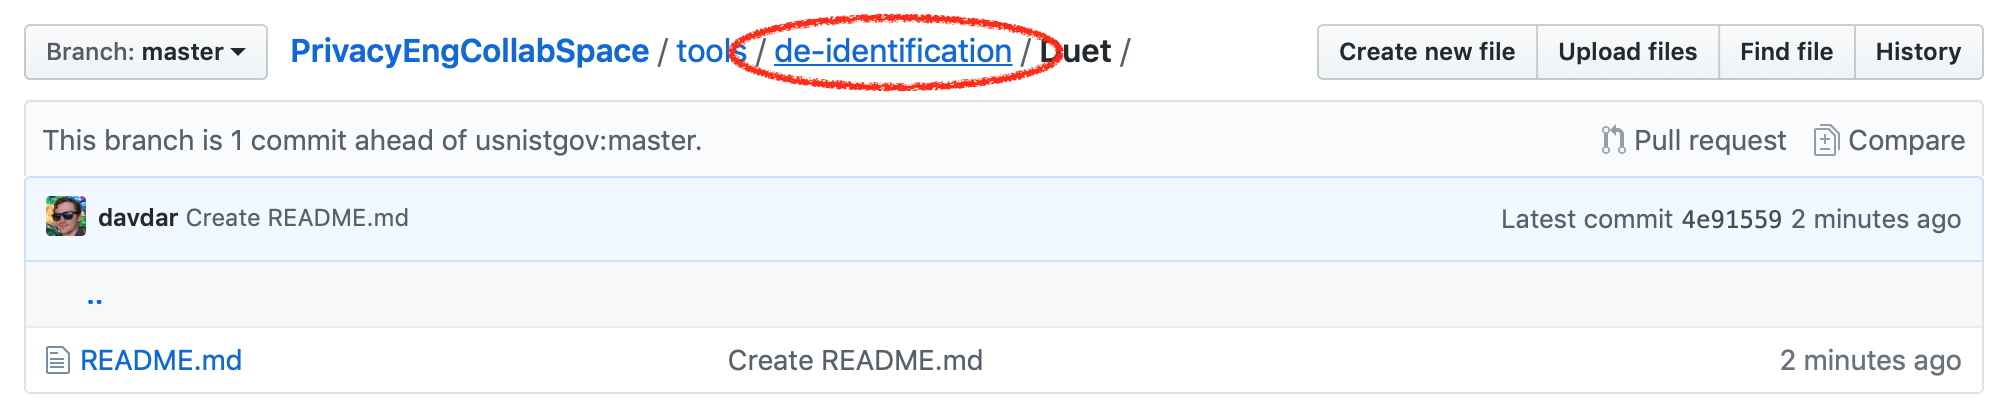 Branch: master PrivacyEngCollabSpace / tools / de-identification / Duet / Create new file Upload files Find file History
This branch is 1 commit ahead of usnistgov:master. Pull request Compare
davdar Create README.md Latest commit 4e91559 2 minutes ago
..
README.md Create README.md 2 minutes ago